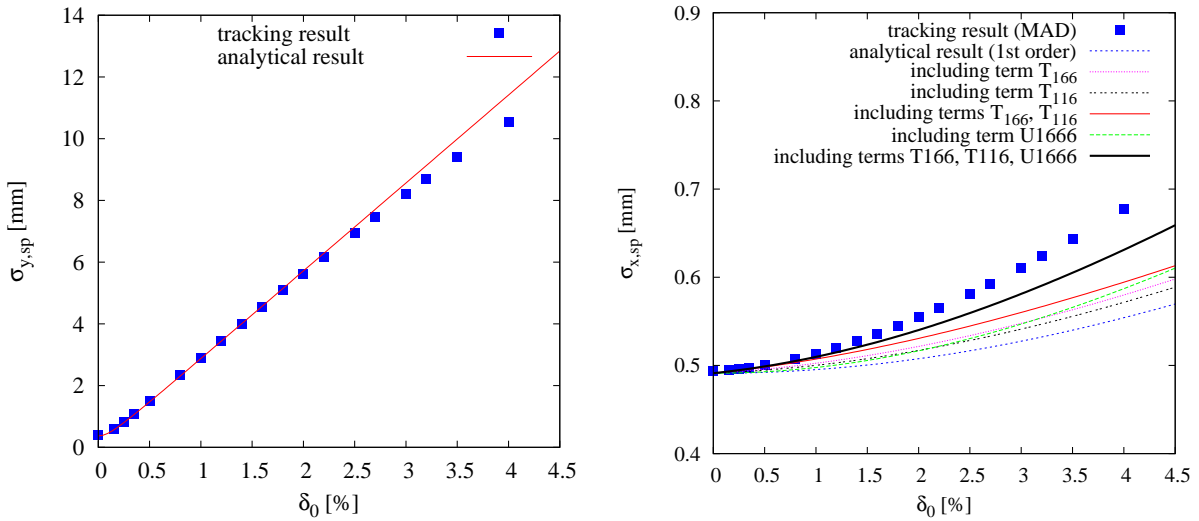 14
12
10
8
6
4
2
0
σy,sp [mm]
tracking result
analytical result
0 0.5 1 1.5 2 2.5 3 3.5 4 4.5
δ0 [%]
0.9
0.8
0.7
0.6
0.5
0.4
σx,sp [mm]
tracking result (MAD)
analytical result (1st order)
including term T166
including term T116
including terms T166, T116
including term U1666
including terms T166, T116, U1666
0 0.5 1 1.5 2 2.5 3 3.5 4 4.5
δ0 [%]